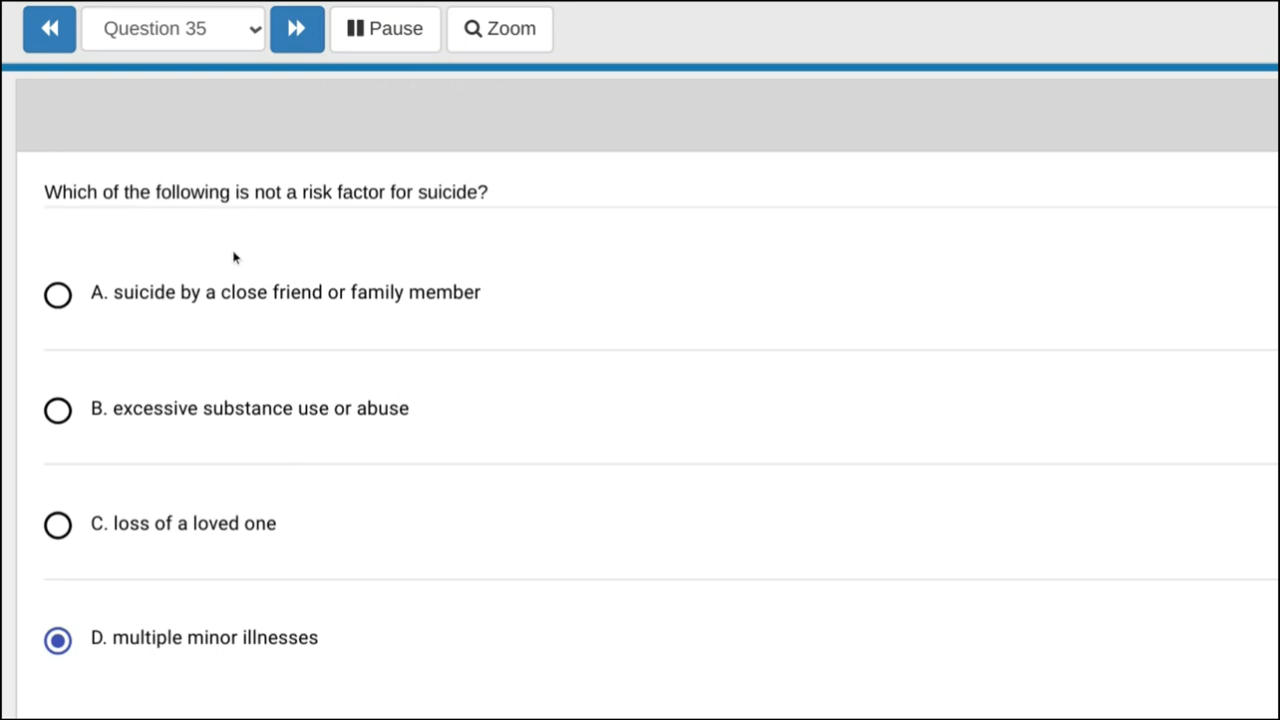 Question 35
Pause
Zoom
Which of the following is not a risk factor for suicide?
A. suicide by a close friend or family member
B. excessive substance use or abuse
C. loss of a loved one
D. multiple minor illnesses